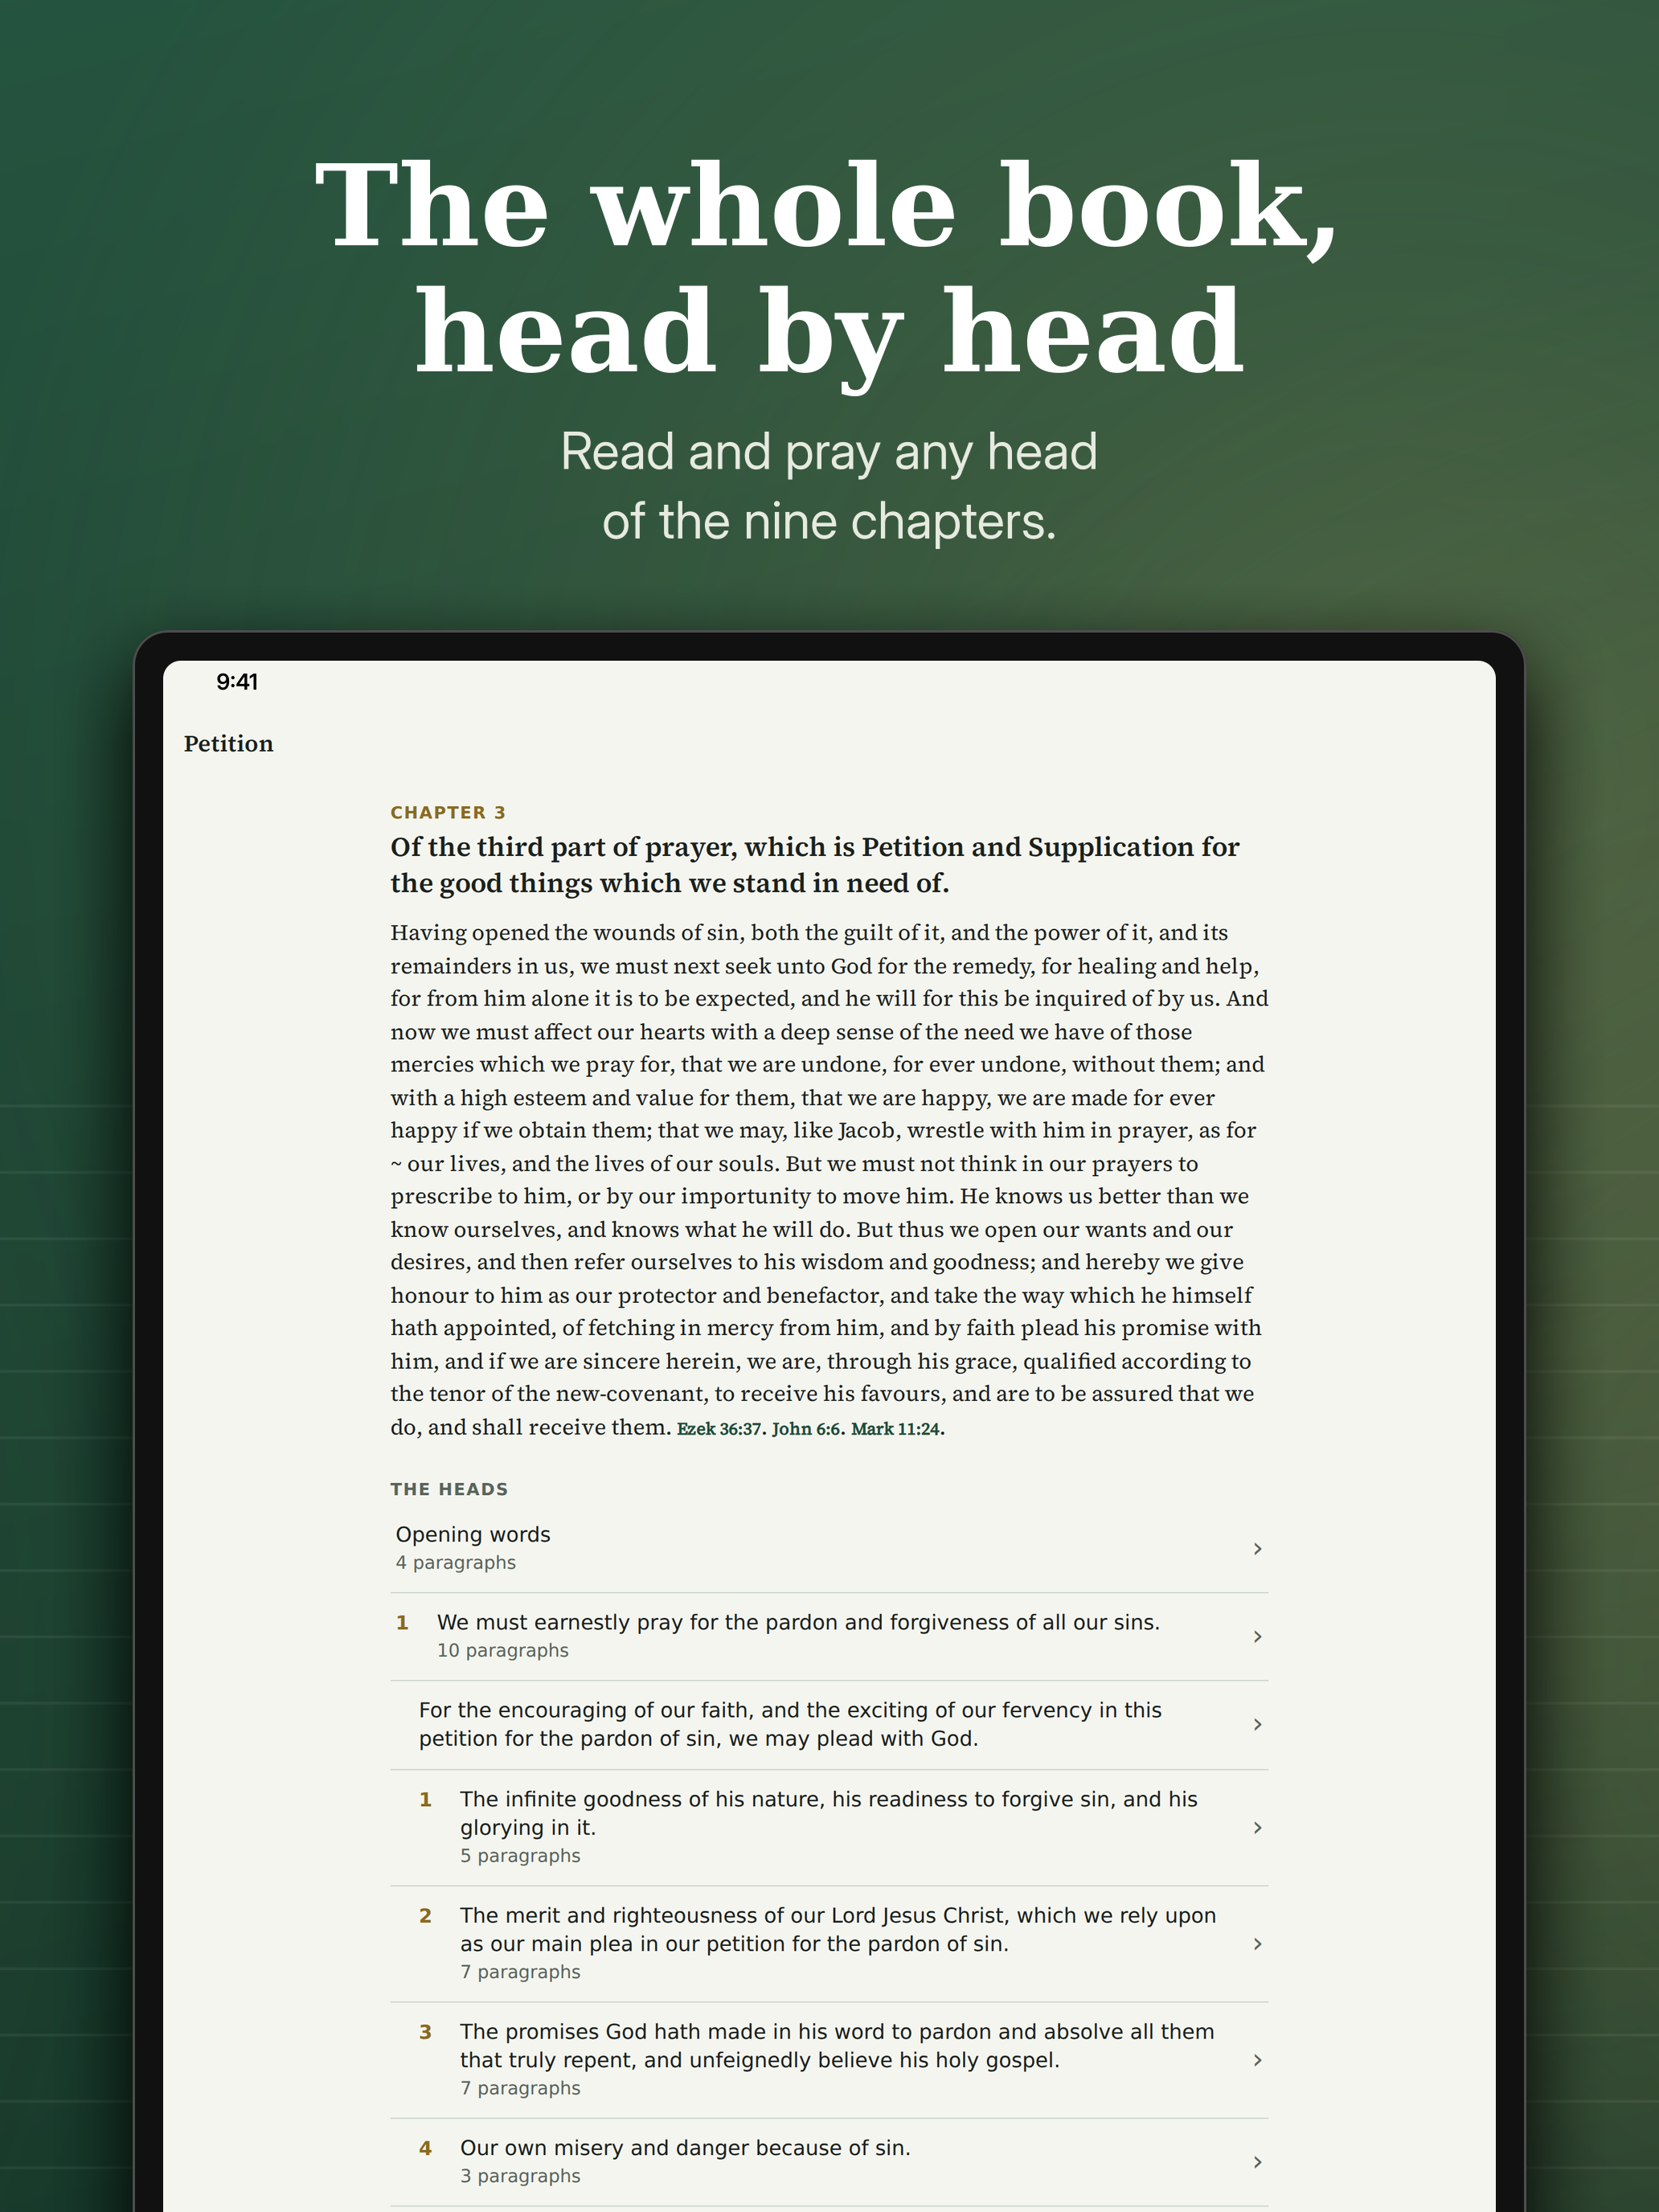 The whole book,
head by head
Read and pray any head
of the nine chapters.
9:41
Petition
CHAPTER 3
Of the third part of prayer, which is Petition and Supplication for
the good things which we stand in need of.
Having opened the wounds of sin, both the guilt of it, and the power of it, and its
remainders in us, we must next seek unto God for the remedy, for healing and help,
for from him alone it is to be expected, and he will for this be inquired of by us. And
now we must affect our hearts with a deep sense of the need we have of those
mercies which we pray for, that we are undone, for ever undone, without them; and
with a high esteem and value for them, that we are happy, we are made for ever
happy if we obtain them; that we may, like Jacob, wrestle with him in prayer, as for
~ our lives, and the lives of our souls. But we must not think in our prayers to
prescribe to him, or by our importunity to move him. He knows us better than we
know ourselves, and knows what he will do. But thus we open our wants and our
desires, and then refer ourselves to his wisdom and goodness; and hereby we give
honour to him as our protector and benefactor, and take the way which he himself
hath appointed, of fetching in mercy from him, and by faith plead his promise with
him, and if we are sincere herein, we are, through his grace, qualified according to
the tenor of the new-covenant, to receive his favours, and are to be assured that we
do, and shall receive them. Ezek 36:37. John 6:6. Mark 11:24.
THE HEADS
Opening words
4 paragraphs
1 We must earnestly pray for the pardon and forgiveness of all our sins.
10 paragraphs
For the encouraging of our faith, and the exciting of our fervency in this
petition for the pardon of sin, we may plead with God.
1 The infinite goodness of his nature, his readiness to forgive sin, and his
glorying in it.
5 paragraphs
2 The merit and righteousness of our Lord Jesus Christ, which we rely upon
as our main plea in our petition for the pardon of sin.
7 paragraphs
3 The promises God hath made in his word to pardon and absolve all them
that truly repent, and unfeignedly believe his holy gospel.
7 paragraphs
4 Our own misery and danger because of sin.
3 paragraphs